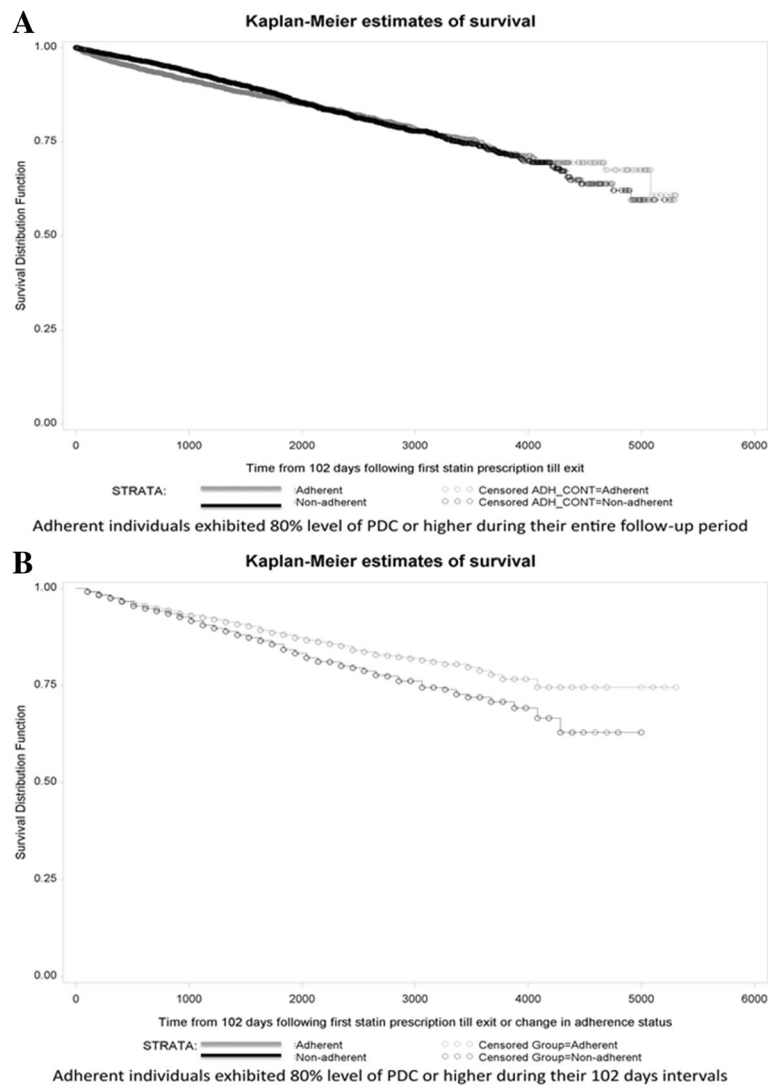 A
Kaplan-Meier estimates of survival
1.00
0.75
0.50
0.25
0.00
Survival Distribution Function
0 1000 2000 3000 4000 5000 6000
Time from 102 days following first statin prescription till exit
STRATA: Adherent Censored ADH_CONT=Adherent
Non-adherent Censored ADH_CONT=Non-adherent
Adherent individuals exhibited 80% level of PDC or higher during their entire follow-up period
B
Kaplan-Meier estimates of survival
1.00
0.75
0.50
0.25
0.00
Survival Distribution Function
0 1000 2000 3000 4000 5000 6000
Time from 102 days following first statin prescription till exit or change in adherence status
STRATA: Adherent Censored Group=Adherent
Non-adherent Censored Group=Non-adherent
Adherent individuals exhibited 80% level of PDC or higher during their 102 days intervals